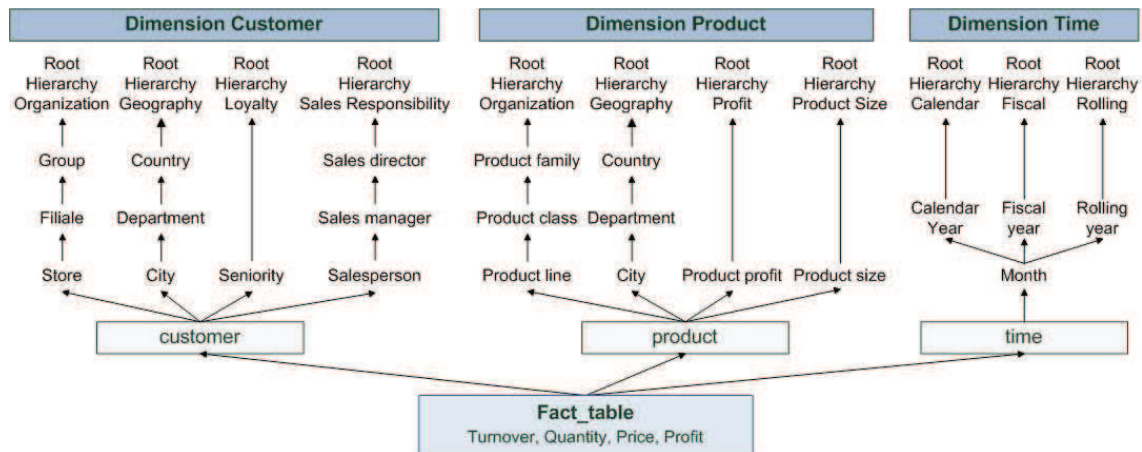 Dimension Customer
Dimension Product
Dimension Time
Root
Hierarchy
Organization
Root
Hierarchy
Geography
Root
Hierarchy
Loyalty
Root
Hierarchy
Sales Responsibility
Root
Hierarchy
Organization
Root
Hierarchy
Geography
Root
Hierarchy
Profit
Root
Hierarchy
Product Size
Root
Hierarchy
Calendar
Root
Hierarchy
Fiscal
Root
Hierarchy
Rolling
Group
Country
Sales director
Product family
Country
Filiale
Department
Sales manager
Product class
Department
Calendar
Year
Fiscal
year
Rolling
year
Store
City
Seniority
Salesperson
Product line
City
Product profit
Product size
Month
customer
product
time
Fact_table
Turnover, Quantity, Price, Profit